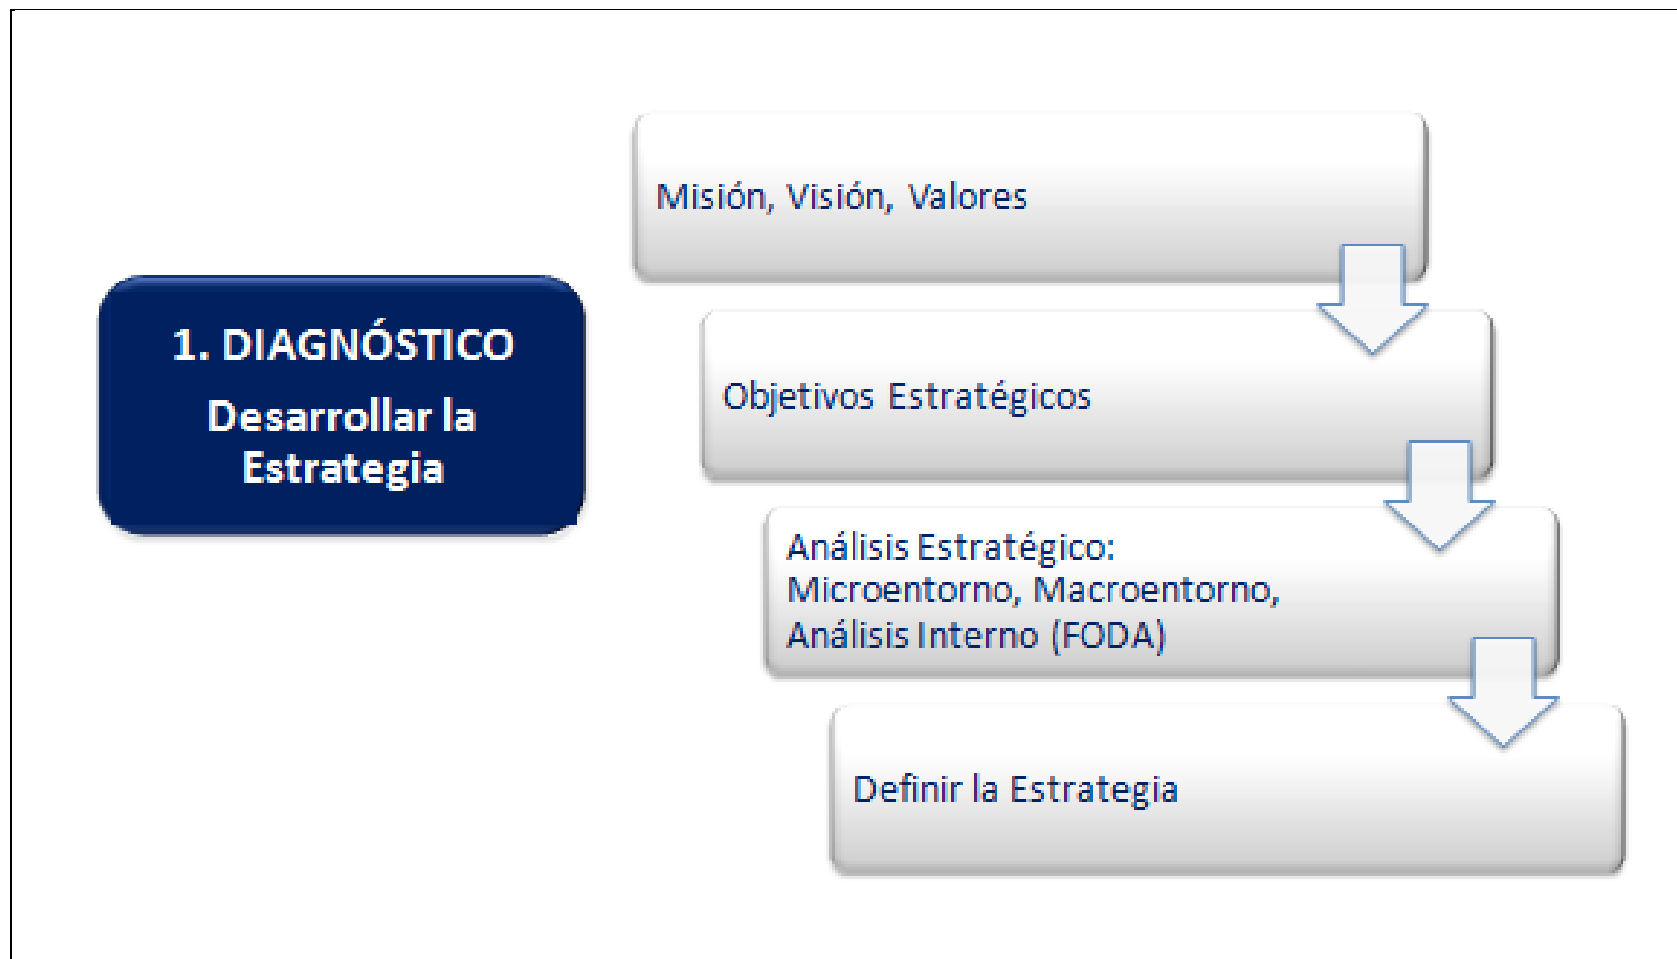 1. DIAGNÓSTICO
Desarrollar la
Estrategia
Misión, Visión, Valores
Objetivos Estratégicos
Análisis Estratégico:
Microentorno, Macroentorno,
Análisis Interno (FODA)
Definir la Estrategia